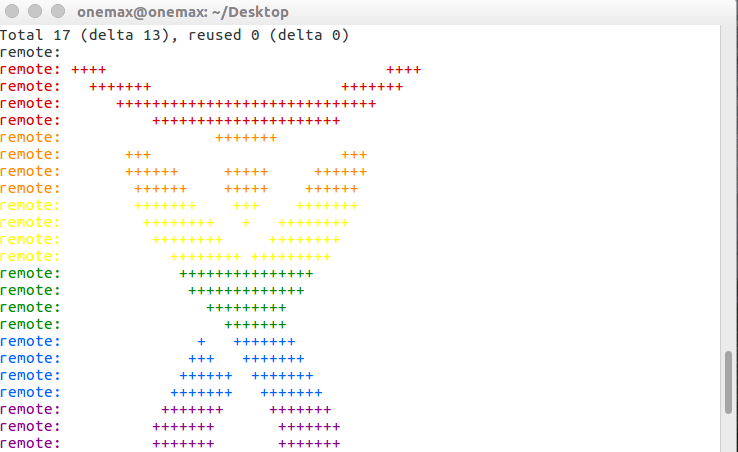 onemax@onemax: ~/Desktop
Total 17 (delta 13), reused 0 (delta 0)
remote:
remote: ++++                               ++++
remote:   +++++++                     +++++++
remote:      +++++++++++++++++++++++++++++
remote:          +++++++++++++++++++++
remote:                 +++++++
remote:       +++                     +++
remote:       ++++++     +++++     ++++++
remote:        ++++++    +++++    ++++++
remote:        +++++++    +++    +++++++
remote:         ++++++++   +   ++++++++
remote:          ++++++++     ++++++++
remote:            ++++++++ +++++++++
remote:             +++++++++++++++
remote:              +++++++++++++
remote:                +++++++++
remote:                  +++++++
remote:               +   +++++++
remote:              +++   +++++++
remote:             ++++++  +++++++
remote:            +++++++   +++++++
remote:           +++++++     +++++++
remote:          +++++++       +++++++
remote:          +++++++       +++++++